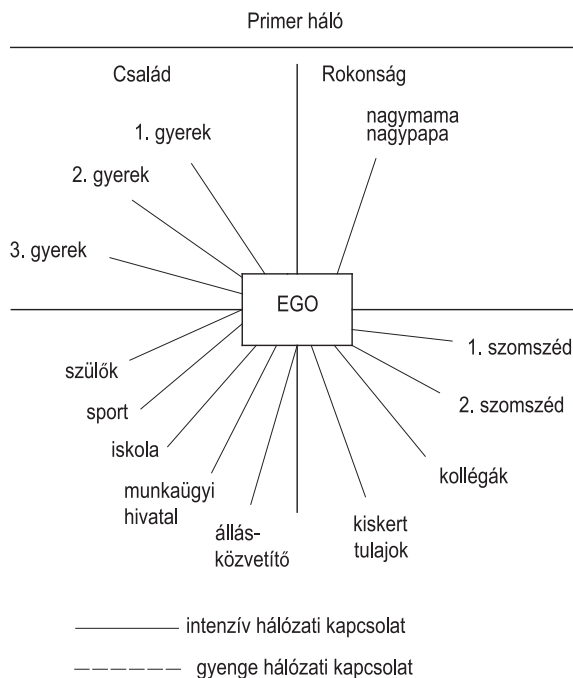 Primer háló
Család
Rokonság
1. gyerek
nagymama
nagypapa
2. gyerek
3. gyerek
EGO
szülők
1. szomszéd
sport
2. szomszéd
iskola
kollégák
munkaügyi
hivatal
állás-
közvetítő
kiskert
tulajok
intenzív hálózati kapcsolat
gyenge hálózati kapcsolat